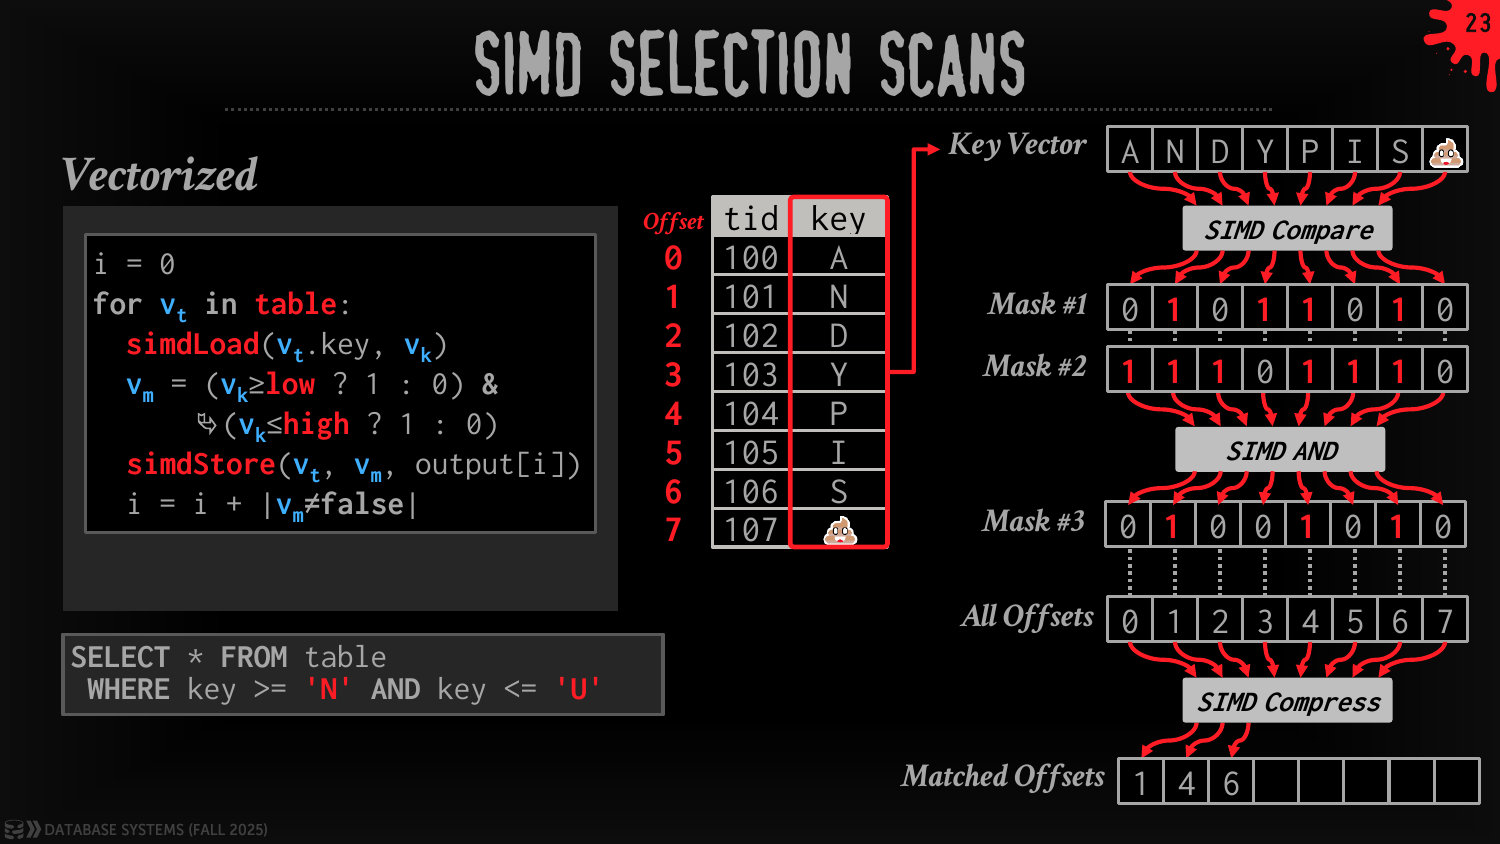 23
SIMD SELECTION SCANS
Vectorized
i = 0
for vt in table:
simdLoad(vt.key, vk)
vm = (vk≥low ? 1 : 0) &
⮱(vk≤high ? 1 : 0)
simdStore(vt, vm, output[i])
i = i + |vm≠false|
SELECT * FROM table
WHERE key >= 'N' AND key <= 'U'
Offset tid key
0 100 A
1 101 N
2 102 D
3 103 Y
4 104 P
5 105 I
6 106 S
7 107 💩
Key Vector A N D Y P I S 💩
SIMD Compare
Mask #1 0 1 0 1 1 0 1 0
Mask #2 1 1 1 0 1 1 1 0
SIMD AND
Mask #3 0 1 0 0 1 0 1 0
All Offsets 0 1 2 3 4 5 6 7
SIMD Compress
Matched Offsets 1 4 6
DATABASE SYSTEMS (FALL 2025)